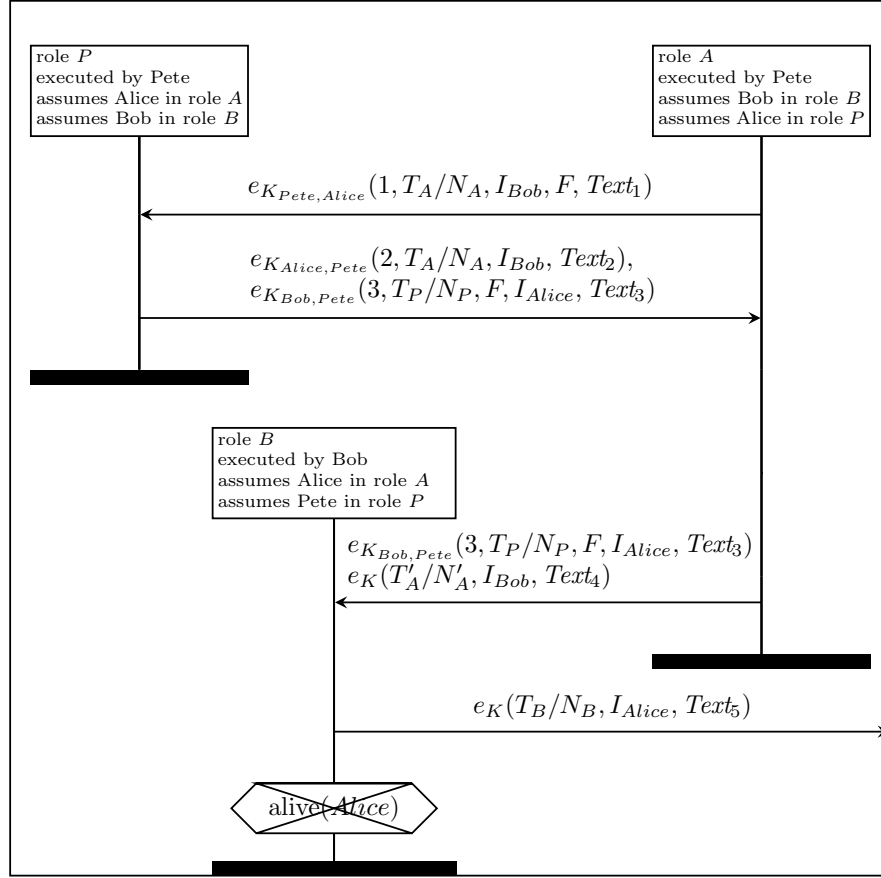 role P
executed by Pete
assumes Alice in role A
assumes Bob in role B
role A
executed by Pete
assumes Bob in role B
assumes Alice in role P
e_{K_{Pete,Alice}}(1, T_A/N_A, I_{Bob}, F, Text_1)
e_{K_{Alice,Pete}}(2, T_A/N_A, I_{Bob}, Text_2),
e_{K_{Bob,Pete}}(3, T_P/N_P, F, I_{Alice}, Text_3)
role B
executed by Bob
assumes Alice in role A
assumes Pete in role P
e_{K_{Bob,Pete}}(3, T_P/N_P, F, I_{Alice}, Text_3)
e_K(T'_A/N'_A, I_{Bob}, Text_4)
e_K(T_B/N_B, I_{Alice}, Text_5)
alive(Alice)